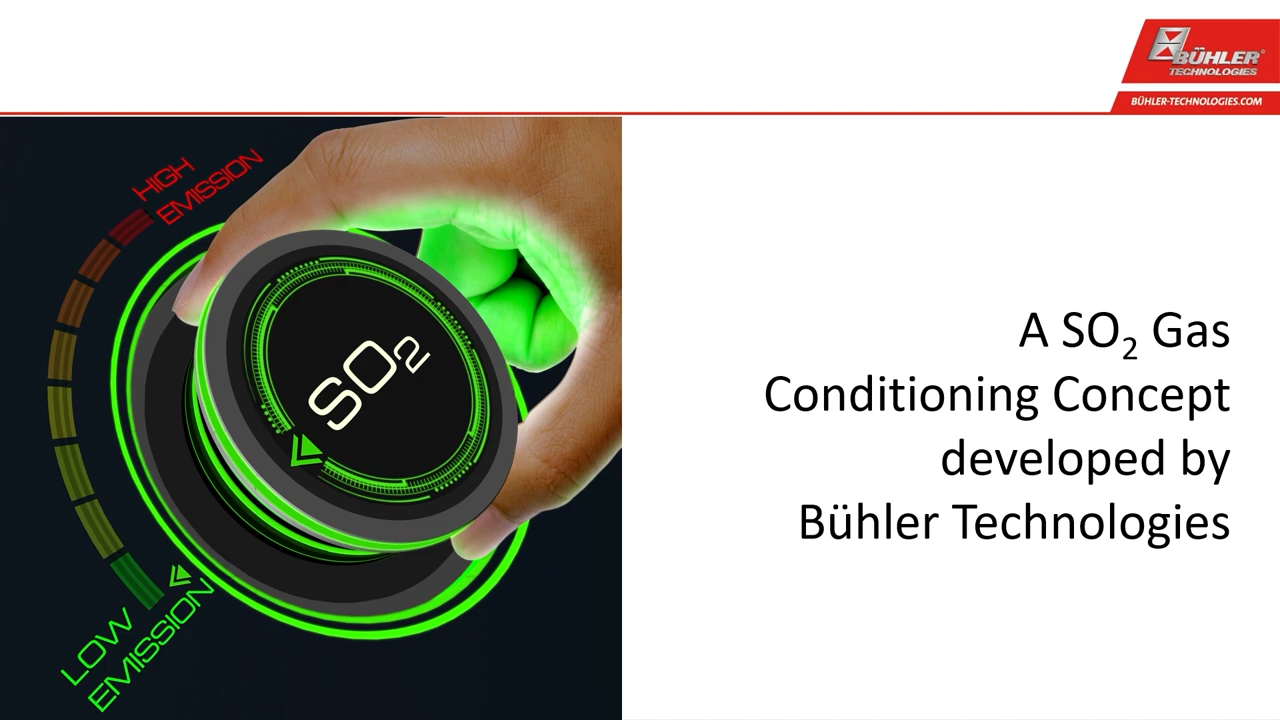 BÜHLER®
TECHNOLOGIES
BÜHLER-TECHNOLOGIES.COM
HIGH
EMISSION
SO₂
LOW
EMISSION
A SO₂ Gas
Conditioning Concept
developed by
Bühler Technologies